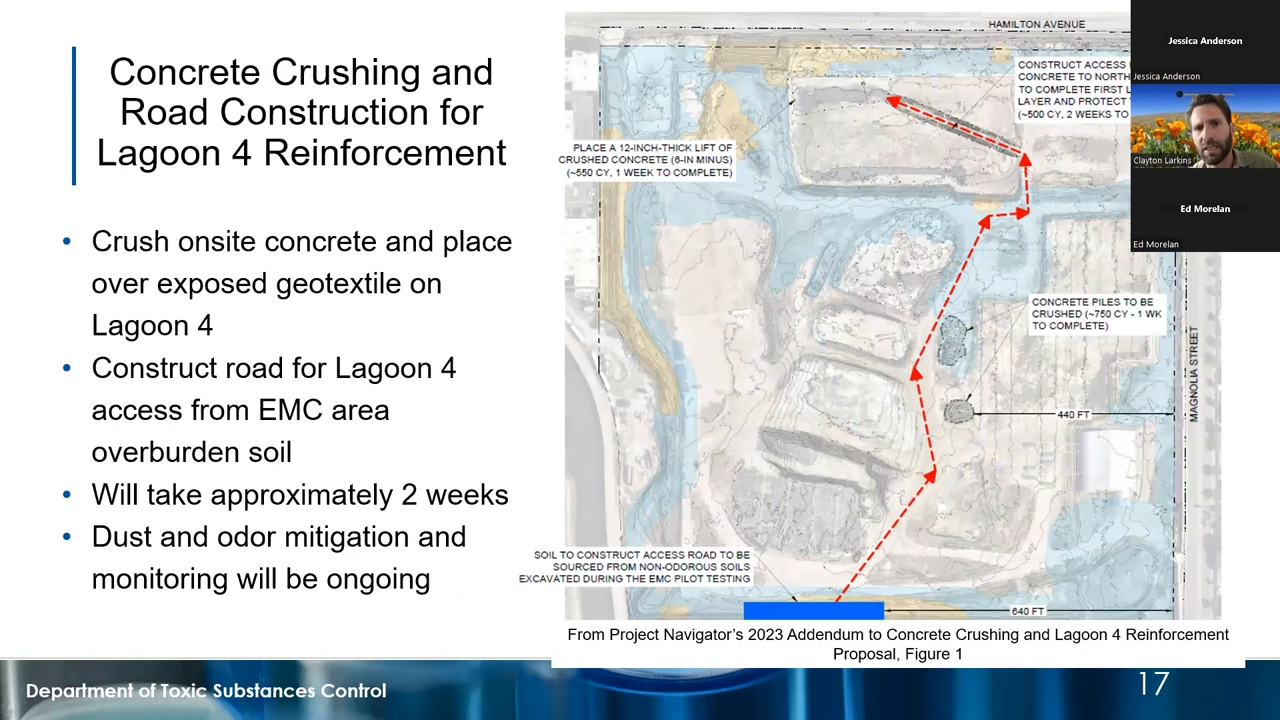 Concrete Crushing and
Road Construction for
Lagoon 4 Reinforcement
• Crush onsite concrete and place
over exposed geotextile on
Lagoon 4
• Construct road for Lagoon 4
access from EMC area
overburden soil
• Will take approximately 2 weeks
• Dust and odor mitigation and
monitoring will be ongoing
HAMILTON AVENUE
CONSTRUCT ACCESS
CONCRETE TO NORTH
TO COMPLETE FIRST
LAYER AND PROTECT
(~500 CY, 2 WEEKS TO
PLACE A 12-INCH-THICK LIFT OF
CRUSHED CONCRETE (6-IN MINUS)
(~550 CY, 1 WEEK TO COMPLETE)
CONCRETE PILES TO BE
CRUSHED (~750 CY - 1 WK
TO COMPLETE)
MAGNOLIA STREET
440 FT
SOIL TO CONSTRUCT ACCESS ROAD TO BE
SOURCED FROM NON-ODOROUS SOILS
EXCAVATED DURING THE EMC PILOT TESTING
640 FT
From Project Navigator's 2023 Addendum to Concrete Crushing and Lagoon 4 Reinforcement
Proposal, Figure 1
Jessica Anderson
Jessica Anderson
Clayton Larkins
Ed Morelan
Ed Morelan
Department of Toxic Substances Control
17